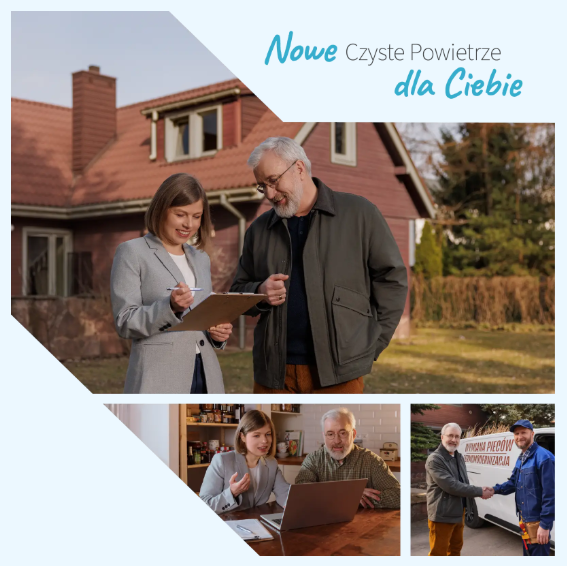 Nowe Czyste Powietrze
dla Ciebie
WYMIANA PIECÓW
TERMOMODERNIZACJA